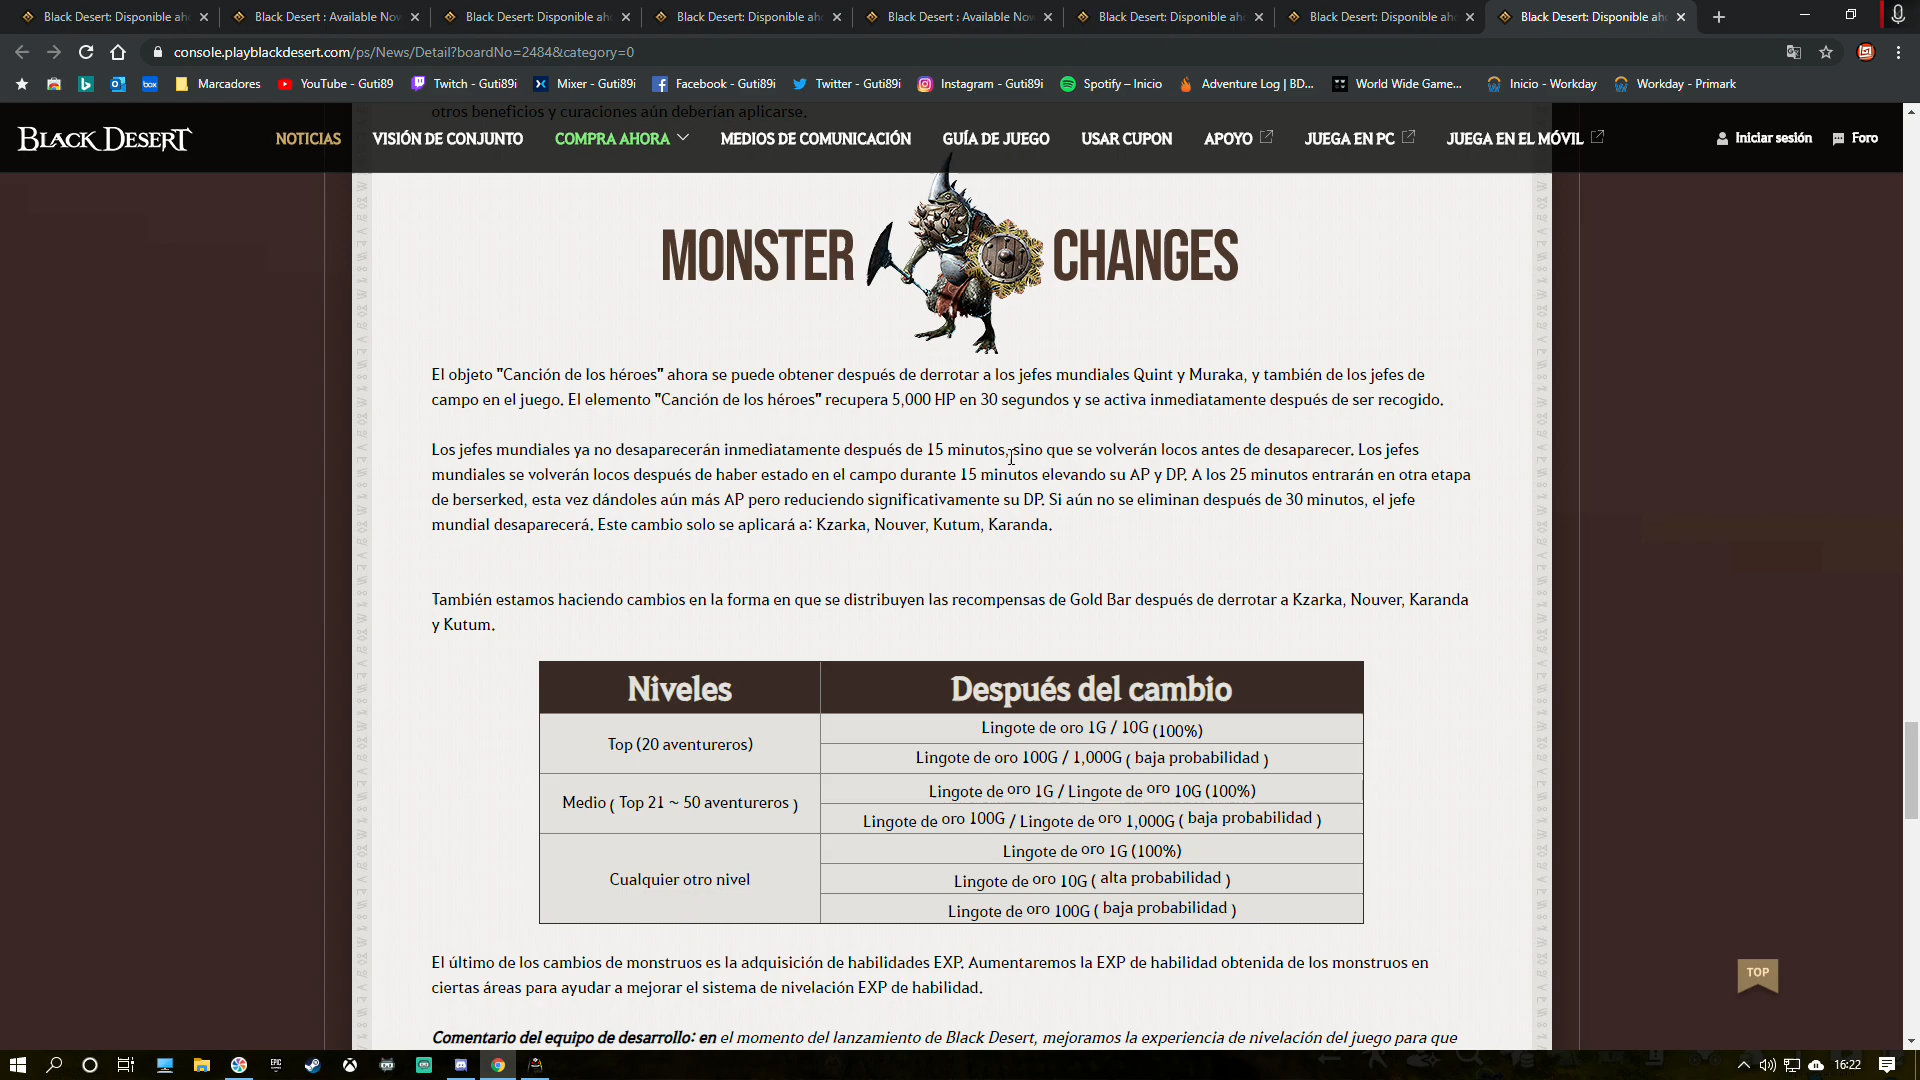 Black Desert: Disponible aho
Black Desert : Available Now
Black Desert: Disponible aho
Black Desert: Disponible aho
Black Desert : Available Now
Black Desert: Disponible aho
Black Desert: Disponible aho
Black Desert: Disponible aho
console.playblackdesert.com/ps/News/Detail?boardNo=2484&category=0
Marcadores
YouTube - Guti89
Twitch - Guti89i
Mixer - Guti89i
Facebook - Guti89i
Twitter - Guti89i
Instagram - Guti89i
Spotify – Inicio
Adventure Log | BD...
World Wide Game...
Inicio - Workday
Workday - Primark
otros beneficios y curaciones aún deberían aplicarse.
BLACK DESERT
NOTICIAS
VISIÓN DE CONJUNTO
COMPRA AHORA
MEDIOS DE COMUNICACIÓN
GUÍA DE JUEGO
USAR CUPON
APOYO
JUEGA EN PC
JUEGA EN EL MÓVIL
Iniciar sesión
Foro
MONSTER CHANGES
El objeto "Canción de los héroes" ahora se puede obtener después de derrotar a los jefes mundiales Quint y Muraka, y también de los jefes de
campo en el juego. El elemento "Canción de los héroes" recupera 5,000 HP en 30 segundos y se activa inmediatamente después de ser recogido.
Los jefes mundiales ya no desaparecerán inmediatamente después de 15 minutos, sino que se volverán locos antes de desaparecer. Los jefes
mundiales se volverán locos después de haber estado en el campo durante 15 minutos elevando su AP y DP. A los 25 minutos entrarán en otra etapa
de berserked, esta vez dándoles aún más AP pero reduciendo significativamente su DP. Si aún no se eliminan después de 30 minutos, el jefe
mundial desaparecerá. Este cambio solo se aplicará a: Kzarka, Nouver, Kutum, Karanda.
También estamos haciendo cambios en la forma en que se distribuyen las recompensas de Gold Bar después de derrotar a Kzarka, Nouver, Karanda
y Kutum.
Niveles
Después del cambio
Top (20 aventureros)
Lingote de oro 1G / 10G (100%)
Lingote de oro 100G / 1,000G ( baja probabilidad )
Medio ( Top 21 ~ 50 aventureros )
Lingote de oro 1G / Lingote de oro 10G (100%)
Lingote de oro 100G / Lingote de oro 1,000G ( baja probabilidad )
Cualquier otro nivel
Lingote de oro 1G (100%)
Lingote de oro 10G ( alta probabilidad )
Lingote de oro 100G ( baja probabilidad )
El último de los cambios de monstruos es la adquisición de habilidades EXP. Aumentaremos la EXP de habilidad obtenida de los monstruos en
ciertas áreas para ayudar a mejorar el sistema de nivelación EXP de habilidad.
TOP
Comentario del equipo de desarrollo: en el momento del lanzamiento de Black Desert, mejoramos la experiencia de nivelación del juego para que
16:22